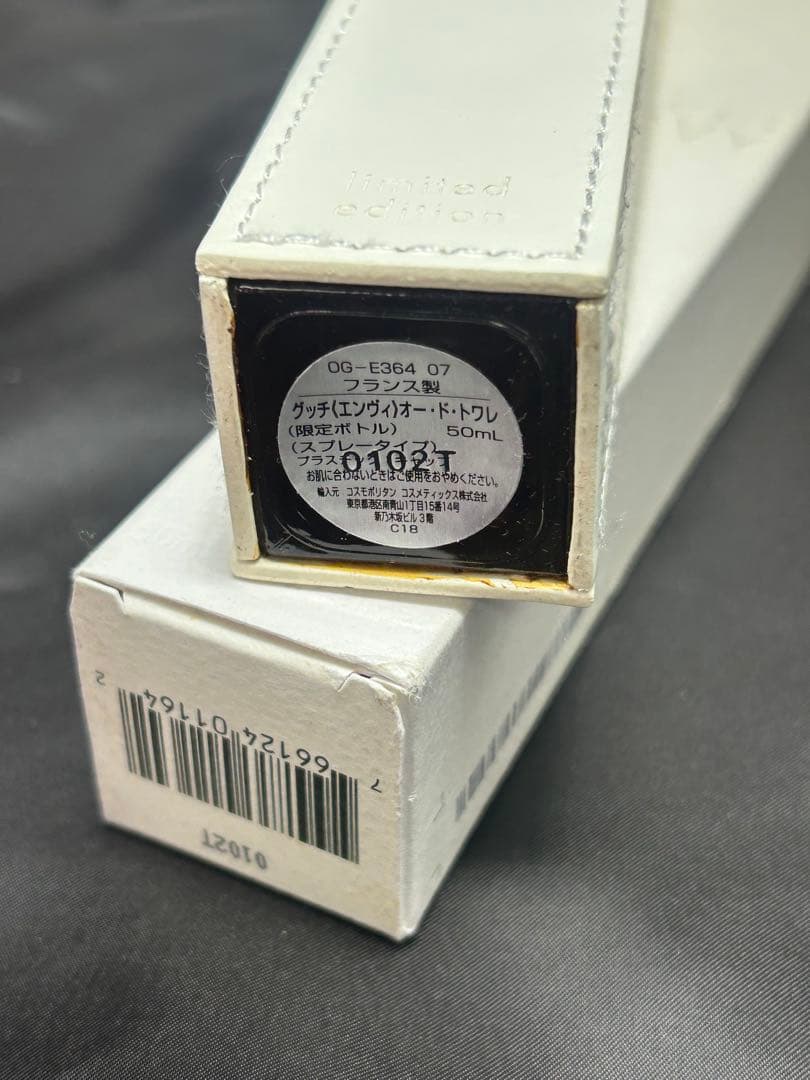 limited
edition
OG-E364 07
フランス製
グッチ(エンヴィ)オー・ド・トワレ
(限定ボトル) 50mL
(スプレータイプ)
0102T
お肌に合わないときはご使用をおやめください。
輸入元 コスモポリタン コスメティックス株式会社
東京都港区南青山1丁目15番14号
新乃木坂ビル3階
C18
7 66124 01164 2
0102T